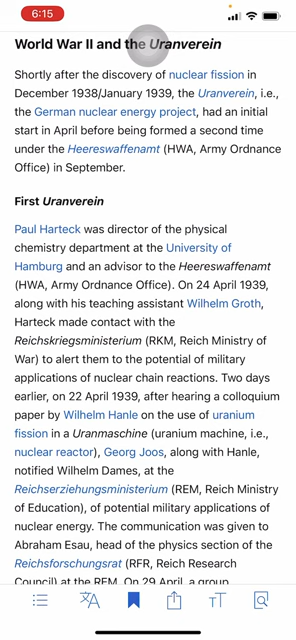 6:15
World War II and the Uranverein
Shortly after the discovery of nuclear fission in
December 1938/January 1939, the Uranverein, i.e.,
the German nuclear energy project, had an initial
start in April before being formed a second time
under the Heereswaffenamt (HWA, Army Ordnance
Office) in September.
First Uranverein
Paul Harteck was director of the physical
chemistry department at the University of
Hamburg and an advisor to the Heereswaffenamt
(HWA, Army Ordnance Office). On 24 April 1939,
along with his teaching assistant Wilhelm Groth,
Harteck made contact with the
Reichskriegsministerium (RKM, Reich Ministry of
War) to alert them to the potential of military
applications of nuclear chain reactions. Two days
earlier, on 22 April 1939, after hearing a colloquium
paper by Wilhelm Hanle on the use of uranium
fission in a Uranmaschine (uranium machine, i.e.,
nuclear reactor), Georg Joos, along with Hanle,
notified Wilhelm Dames, at the
Reichserziehungsministerium (REM, Reich Ministry
of Education), of potential military applications of
nuclear energy. The communication was given to
Abraham Esau, head of the physics section of the
Reichsforschungsrat (RFR, Reich Research
Council) at the REM. On 29 April, a group,